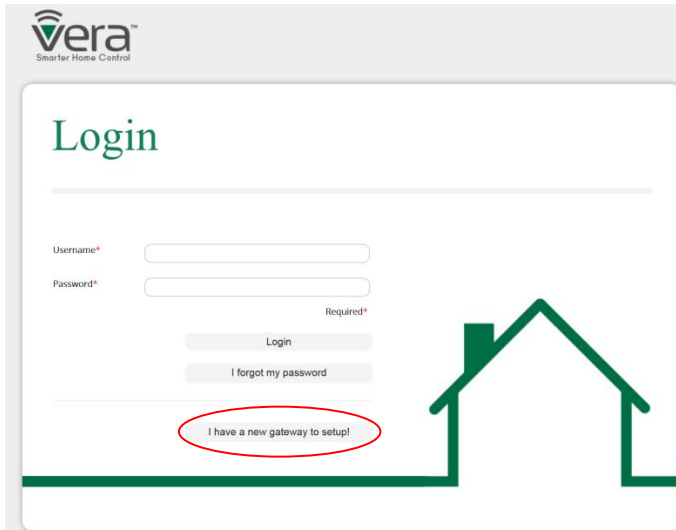 vera™
Smarter Home Control
Login
Username*
Password*
Required*
Login
I forgot my password
I have a new gateway to setup!